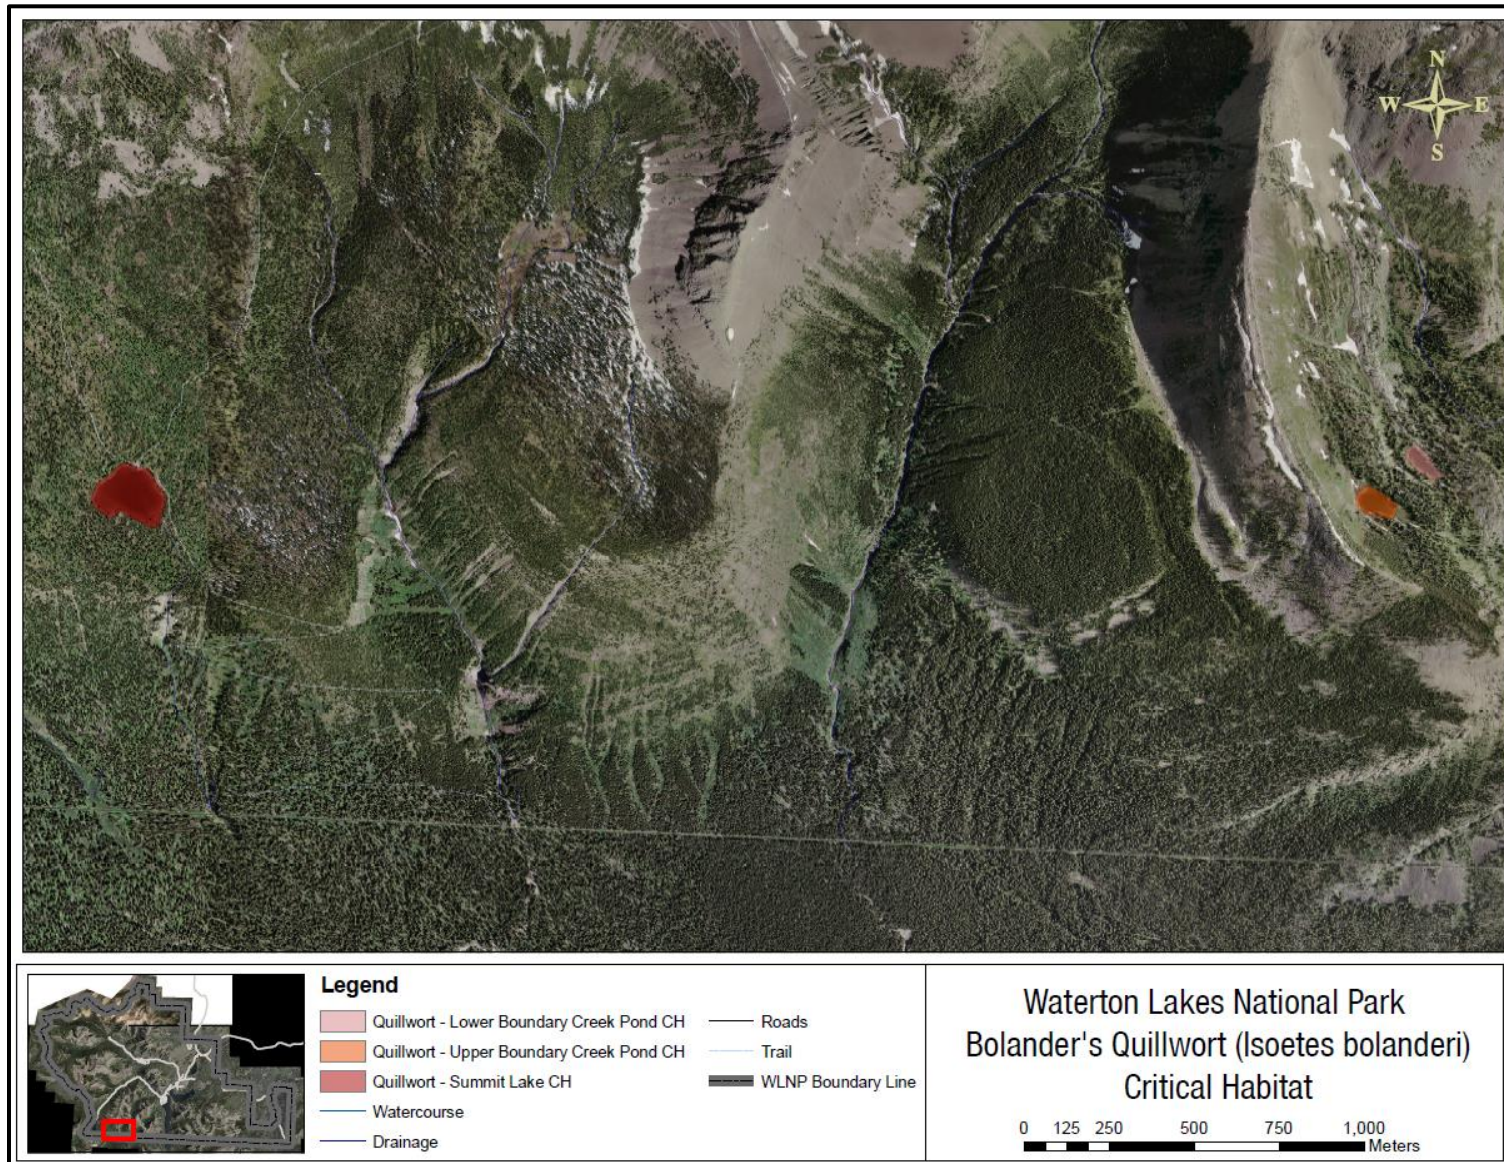 N
W E
S
Legend
Quillwort - Lower Boundary Creek Pond CH
Quillwort - Upper Boundary Creek Pond CH
Quillwort - Summit Lake CH
Watercourse
Drainage
Roads
Trail
WLNP Boundary Line
Waterton Lakes National Park
Bolander's Quillwort (Isoetes bolanderi)
Critical Habitat
0 125 250 500 750 1,000
Meters